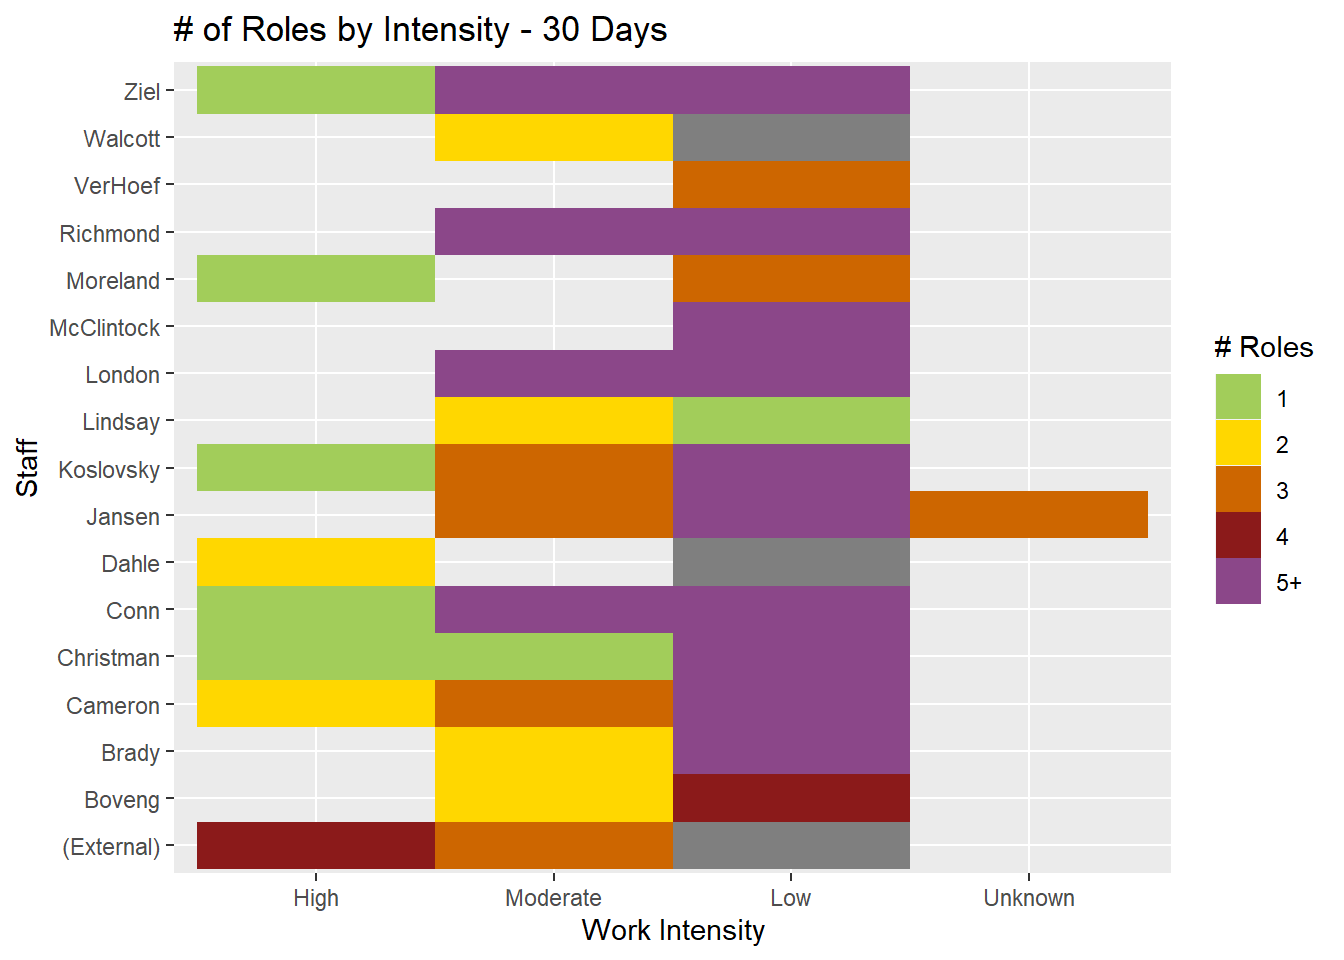 # of Roles by Intensity - 30 Days
Ziel
Walcott
VerHoef
Richmond
Moreland
McClintock
London
Lindsay
Koslovsky
Jansen
Dahle
Conn
Christman
Cameron
Brady
Boveng
(External)
Staff
High Moderate Low Unknown
Work Intensity
# Roles
1
2
3
4
5+